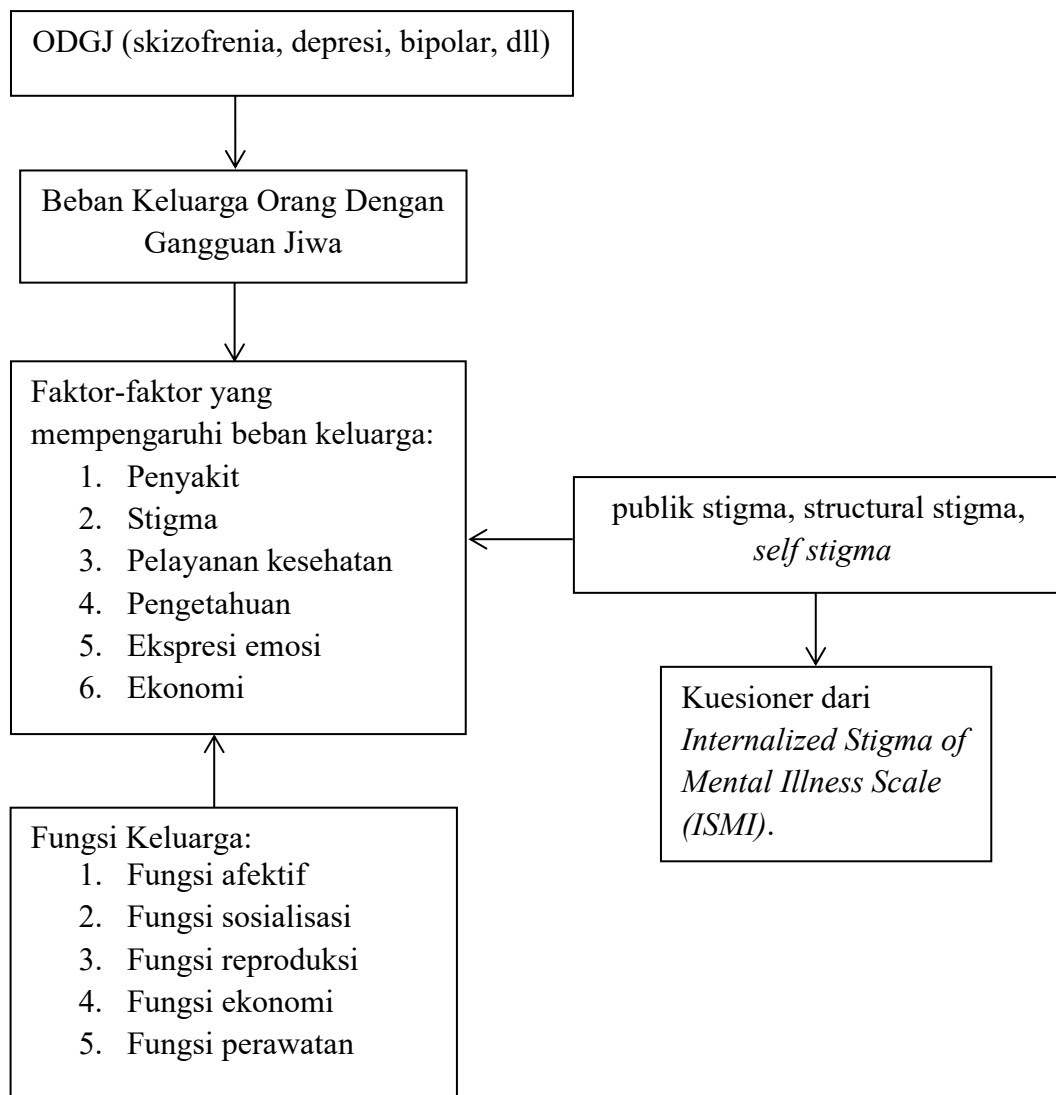 ODGJ (skizofrenia, depresi, bipolar, dll)
Beban Keluarga Orang Dengan
Gangguan Jiwa
Faktor-faktor yang
mempengaruhi beban keluarga:
1. Penyakit
2. Stigma
3. Pelayanan kesehatan
4. Pengetahuan
5. Ekspresi emosi
6. Ekonomi
publik stigma, structural stigma,
self stigma
Kuesioner dari
Internalized Stigma of
Mental Illness Scale
(ISMI).
Fungsi Keluarga:
1. Fungsi afektif
2. Fungsi sosialisasi
3. Fungsi reproduksi
4. Fungsi ekonomi
5. Fungsi perawatan